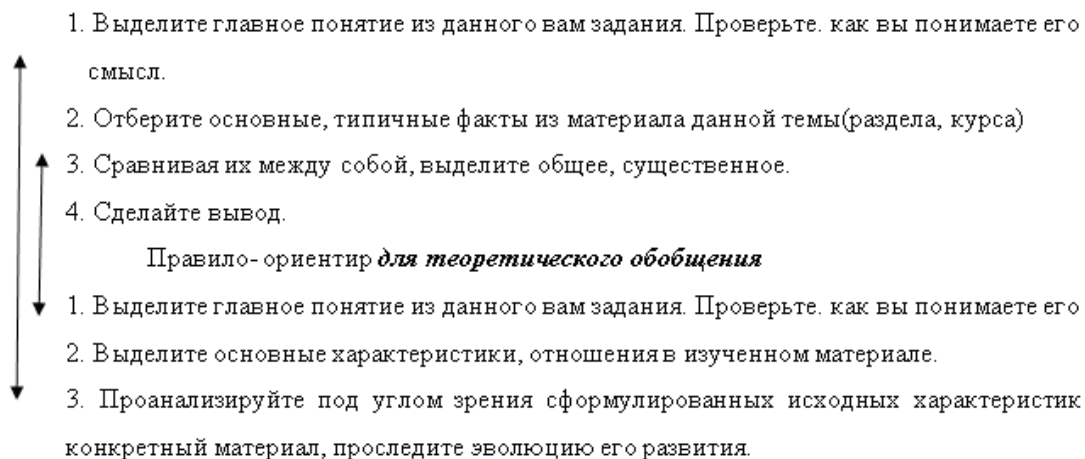 1. Выделите главное понятие из данного вам задания. Проверьте. как вы понимаете его
смысл.
2. Отберите основные, типичные факты из материала данной темы(раздела, курса)
3. Сравнивая их между собой, выделите общее, существенное.
4. Сделайте вывод.
Правило- ориентир для теоретического обобщения
1. Выделите главное понятие из данного вам задания. Проверьте. как вы понимаете его
2. Выделите основные характеристики, отношения в изученном материале.
3. Проанализируйте под углом зрения сформулированных исходных характеристик
конкретный материал, проследите эволюцию его развития.